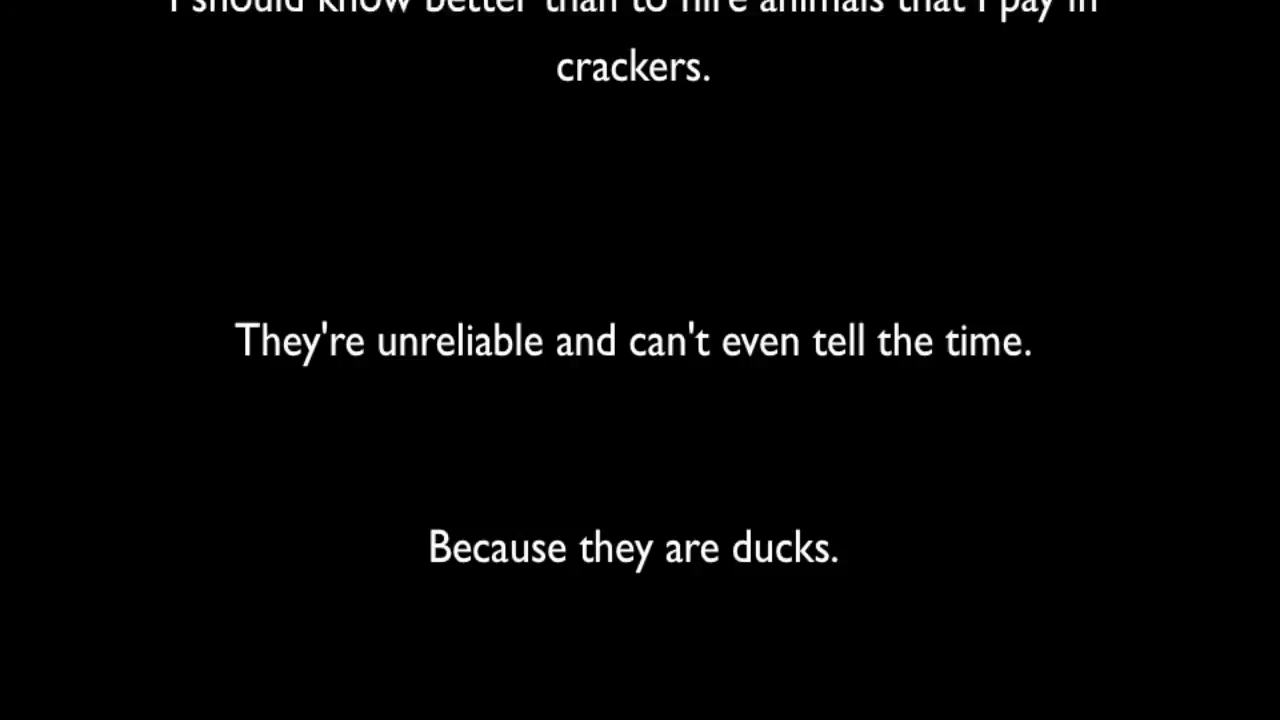 I should know better than to hire animals that I pay in
crackers.
They're unreliable and can't even tell the time.
Because they are ducks.